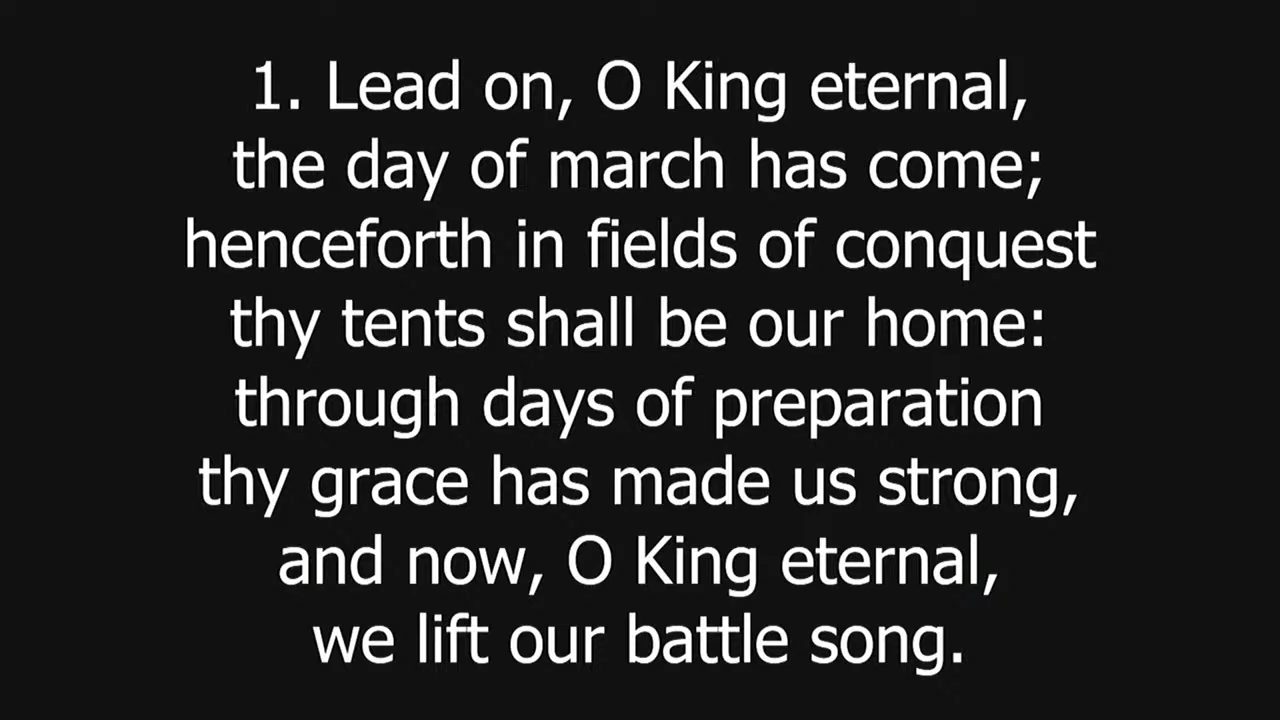 1. Lead on, O King eternal,
the day of march has come;
henceforth in fields of conquest
thy tents shall be our home:
through days of preparation
thy grace has made us strong,
and now, O King eternal,
we lift our battle song.